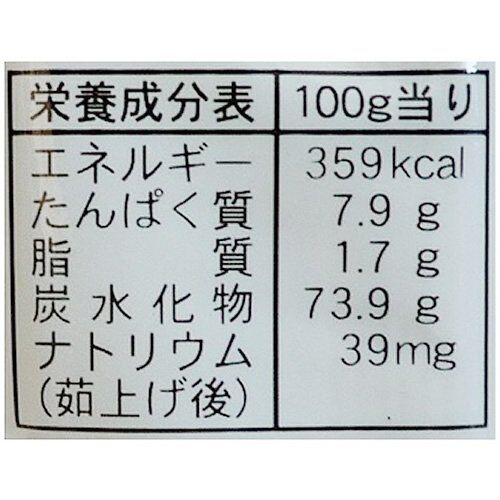 栄養成分表 100g当り
エネルギー 359kcal
たんぱく質 7.9 g
脂質 1.7 g
炭水化物 73.9 g
ナトリウム 39mg
(茹上げ後)